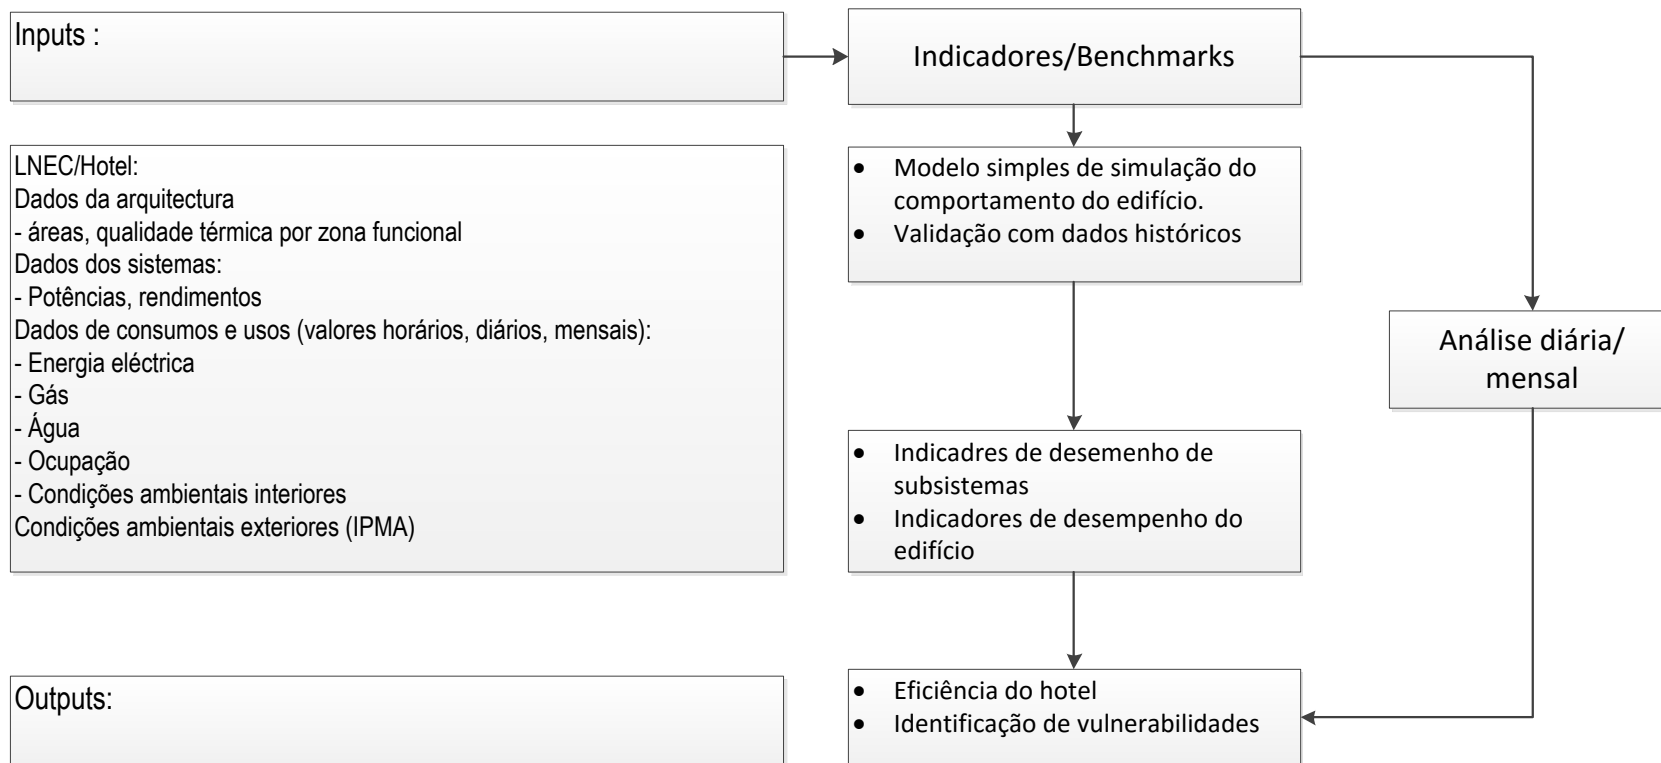 Inputs :
Indicadores/Benchmarks
LNEC/Hotel:
Dados da arquitectura
- áreas, qualidade térmica por zona funcional
Dados dos sistemas:
- Potências, rendimentos
Dados de consumos e usos (valores horários, diários, mensais):
- Energia eléctrica
- Gás
- Água
- Ocupação
- Condições ambientais interiores
Condições ambientais exteriores (IPMA)
• Modelo simples de simulação do
comportamento do edifício.
• Validação com dados históricos
Análise diária/
mensal
• Indicadres de desemenho de
subsistemas
• Indicadores de desempenho do
edifício
Outputs:
• Eficiência do hotel
• Identificação de vulnerabilidades